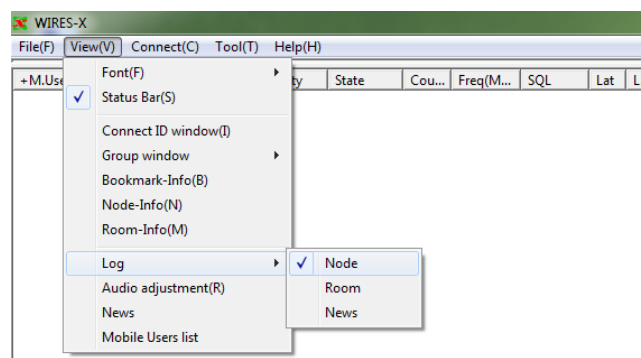 WIRES-X
File(F) View(V) Connect(C) Tool(T) Help(H)
+M.Use ty State Cou... Freq(M... SQL Lat L
Font(F)
Status Bar(S)
Connect ID window(I)
Group window
Bookmark-Info(B)
Node-Info(N)
Room-Info(M)
Log Node
Audio adjustment(R) Room
News News
Mobile Users list